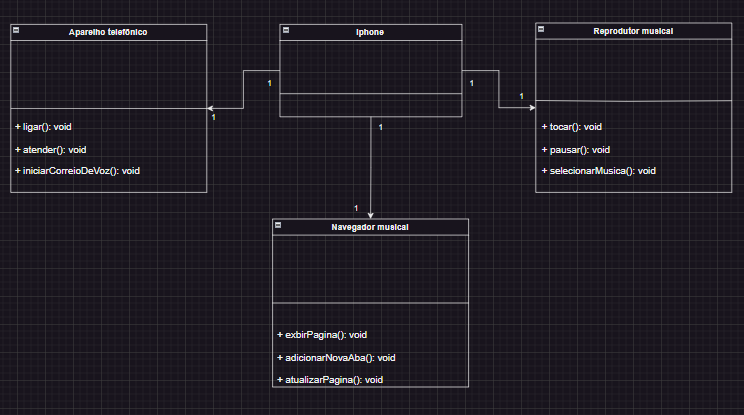 Aparelho telefônico
+ ligar(): void
+ atender(): void
+ iniciarCorreioDeVoz(): void
Iphone
1
1
1
1
1
1
Reprodutor musical
+ tocar(): void
+ pausar(): void
+ selecionarMusica(): void
Navegador musical
+ exbirPagina(): void
+ adicionarNovaAba(): void
+ atualizarPagina(): void